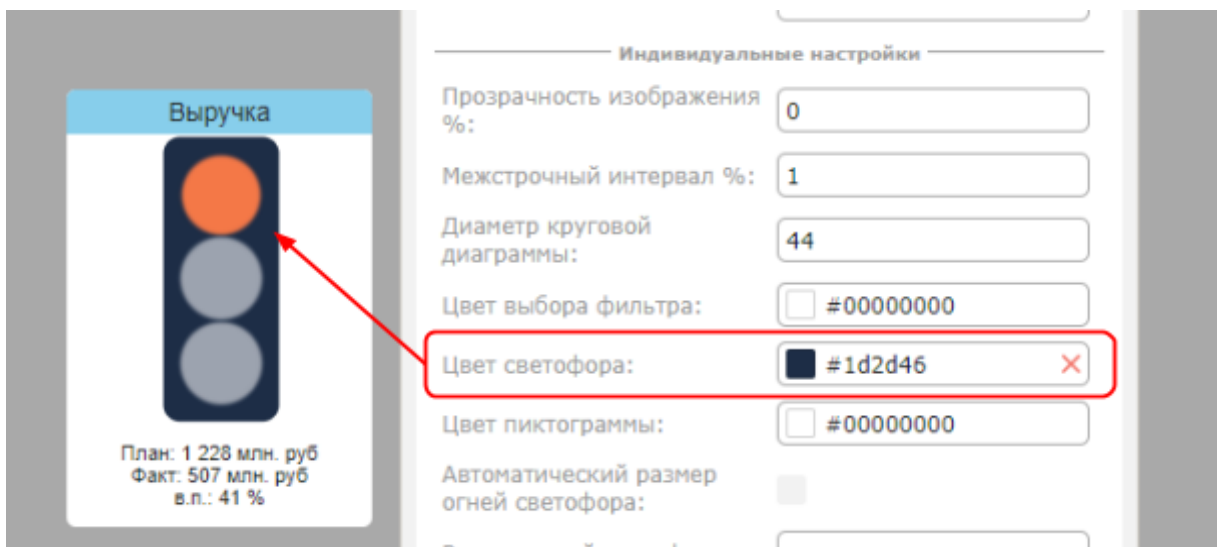 Выручка
План: 1 228 млн. руб
Факт: 507 млн. руб
в.п.: 41 %
Индивидуальные настройки
Прозрачность изображения
%:
0
Межстрочный интервал %:
1
Диаметр круговой
диаграммы:
44
Цвет выбора фильтра:
#00000000
Цвет светофора:
#1d2d46
Цвет пиктограммы:
#00000000
Автоматический размер
огней светофора: